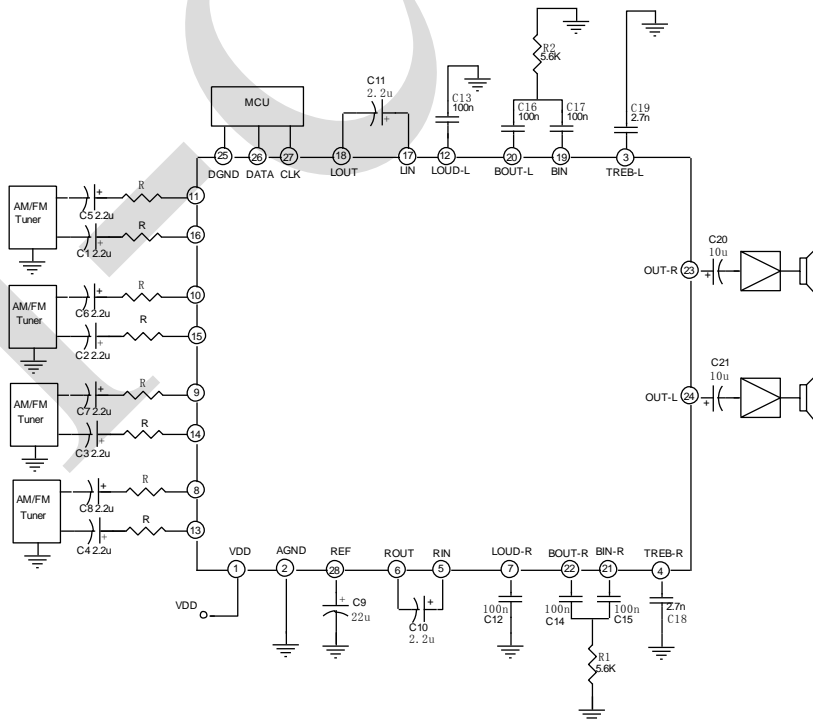 R2
5.6K
C11
2.2u
C13
100n
C16
100n
C17
100n
C19
2.7n
MCU
25
26
27
18
17
12
20
19
3
DGND
DATA
CLK
LOUT
LIN
LOUD-L
BOUT-L
BIN
TREB-L
AM/FM
Tuner
C5 2.2u
R
11
C1 2.2u
R
16
AM/FM
Tuner
C6 2.2u
R
10
C2 2.2u
R
15
AM/FM
Tuner
C7 2.2u
R
9
C3 2.2u
R
14
AM/FM
Tuner
C8 2.2u
R
8
C4 2.2u
R
13
OUT-R
23
C20
10u
OUT-L
24
C21
10u
VDD
AGND
REF
ROUT
RIN
LOUD-R
BOUT-R
BIN-R
TREB-R
1
2
28
6
5
7
22
21
4
VDD
C9
22u
C10
2.2u
100n
C12
100n
C14
100n
C15
2.7n
C18
R1
5.6K